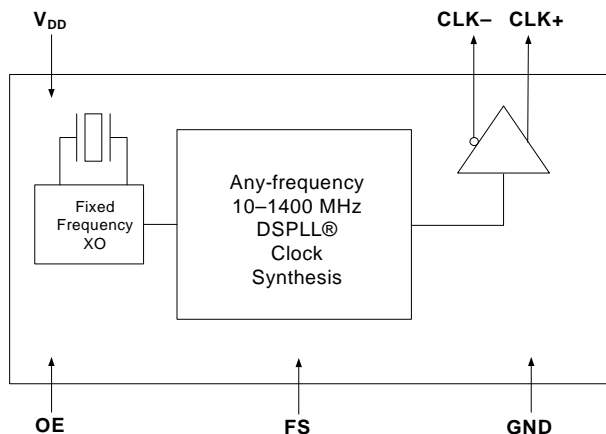 VDD
CLK– CLK+
Fixed
Frequency
XO
Any-frequency
10–1400 MHz
DSPLL®
Clock
Synthesis
OE
FS
GND